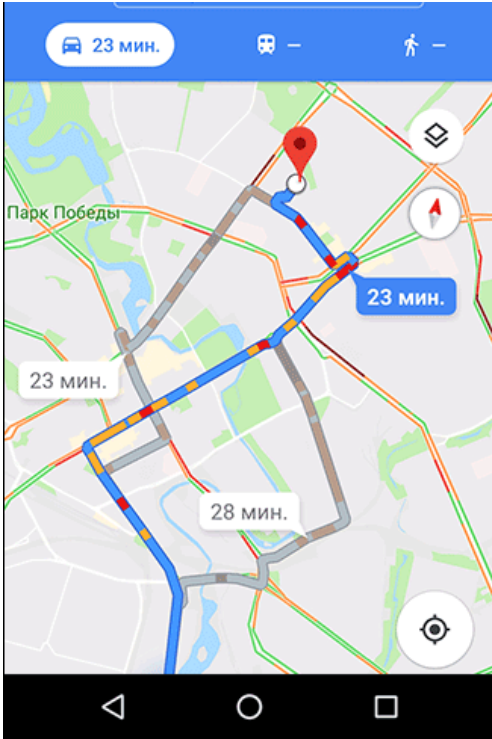 23 мин.
—
—
Парк Победы
23 мин.
23 мин.
28 мин.